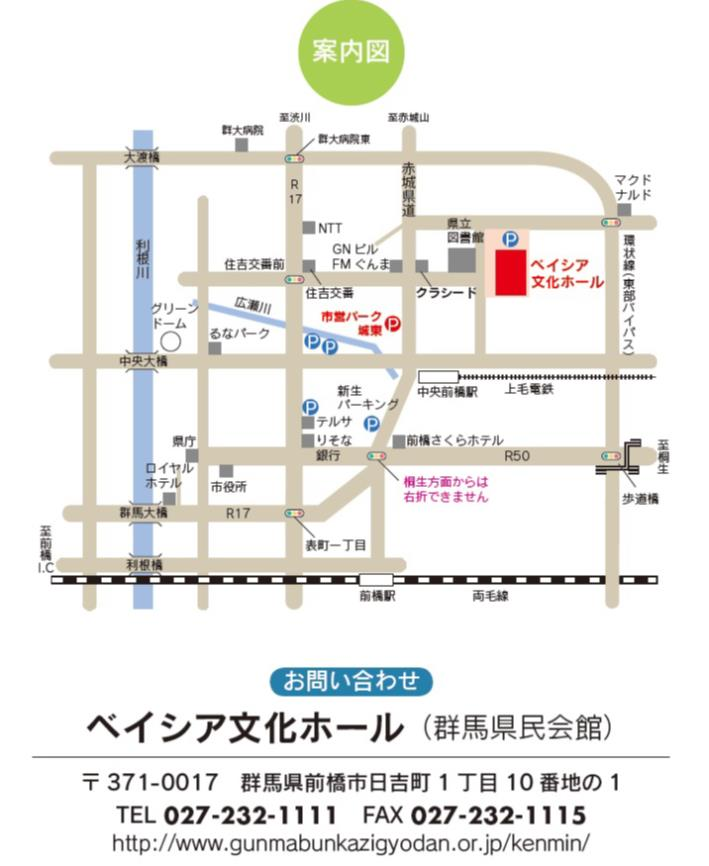 案内図
至渋川
至赤城山
群大病院
群大病院東
大渡橋
R
17
赤城県道
マクド
ナルド
県立
図書館
P
NTT
GN ビル
FM ぐんま
利根川
環状線(東部バイパス)
住吉交番前
住吉交番
クラシード
ベイシア
文化ホール
グリーン
ドーム
広瀬川
市営パーク
城東
P
るなパーク
P
P
中央大橋
中央前橋駅
上毛電鉄
新生
パーキング
P
P
テルサ
りそな
銀行
前橋さくらホテル
県庁
R50
至桐生
ロイヤル
ホテル
市役所
桐生方面からは
右折できません
歩道橋
群馬大橋
R17
至前橋
I.C
表町一丁目
利根橋
前橋駅
両毛線
お問い合わせ
ベイシア文化ホール(群馬県民会館)
〒371-0017 群馬県前橋市日吉町 1 丁目 10 番地の 1
TEL 027-232-1111 FAX 027-232-1115
http://www.gunmabunkazigyodan.or.jp/kenmin/